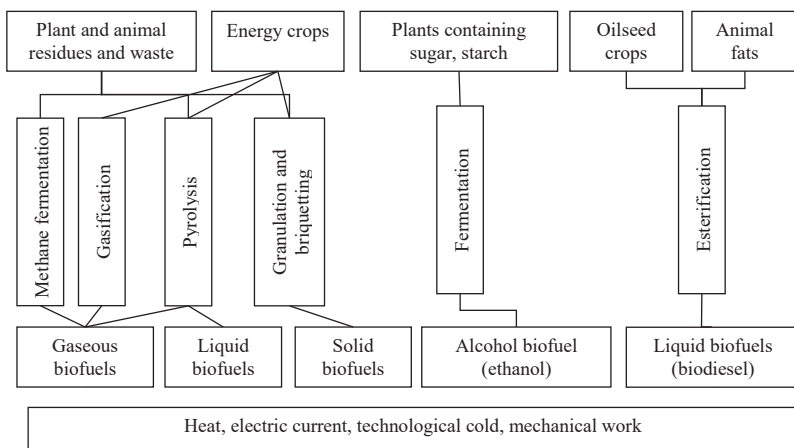 Plant and animal
residues and waste
Energy crops
Plants containing
sugar, starch
Oilseed
crops
Animal
fats
Methane fermentation
Gasification
Pyrolysis
Granulation and
briquetting
Fermentation
Esterification
Gaseous
biofuels
Liquid
biofuels
Solid
biofuels
Alcohol biofuel
(ethanol)
Liquid biofuels
(biodiesel)
Heat, electric current, technological cold, mechanical work